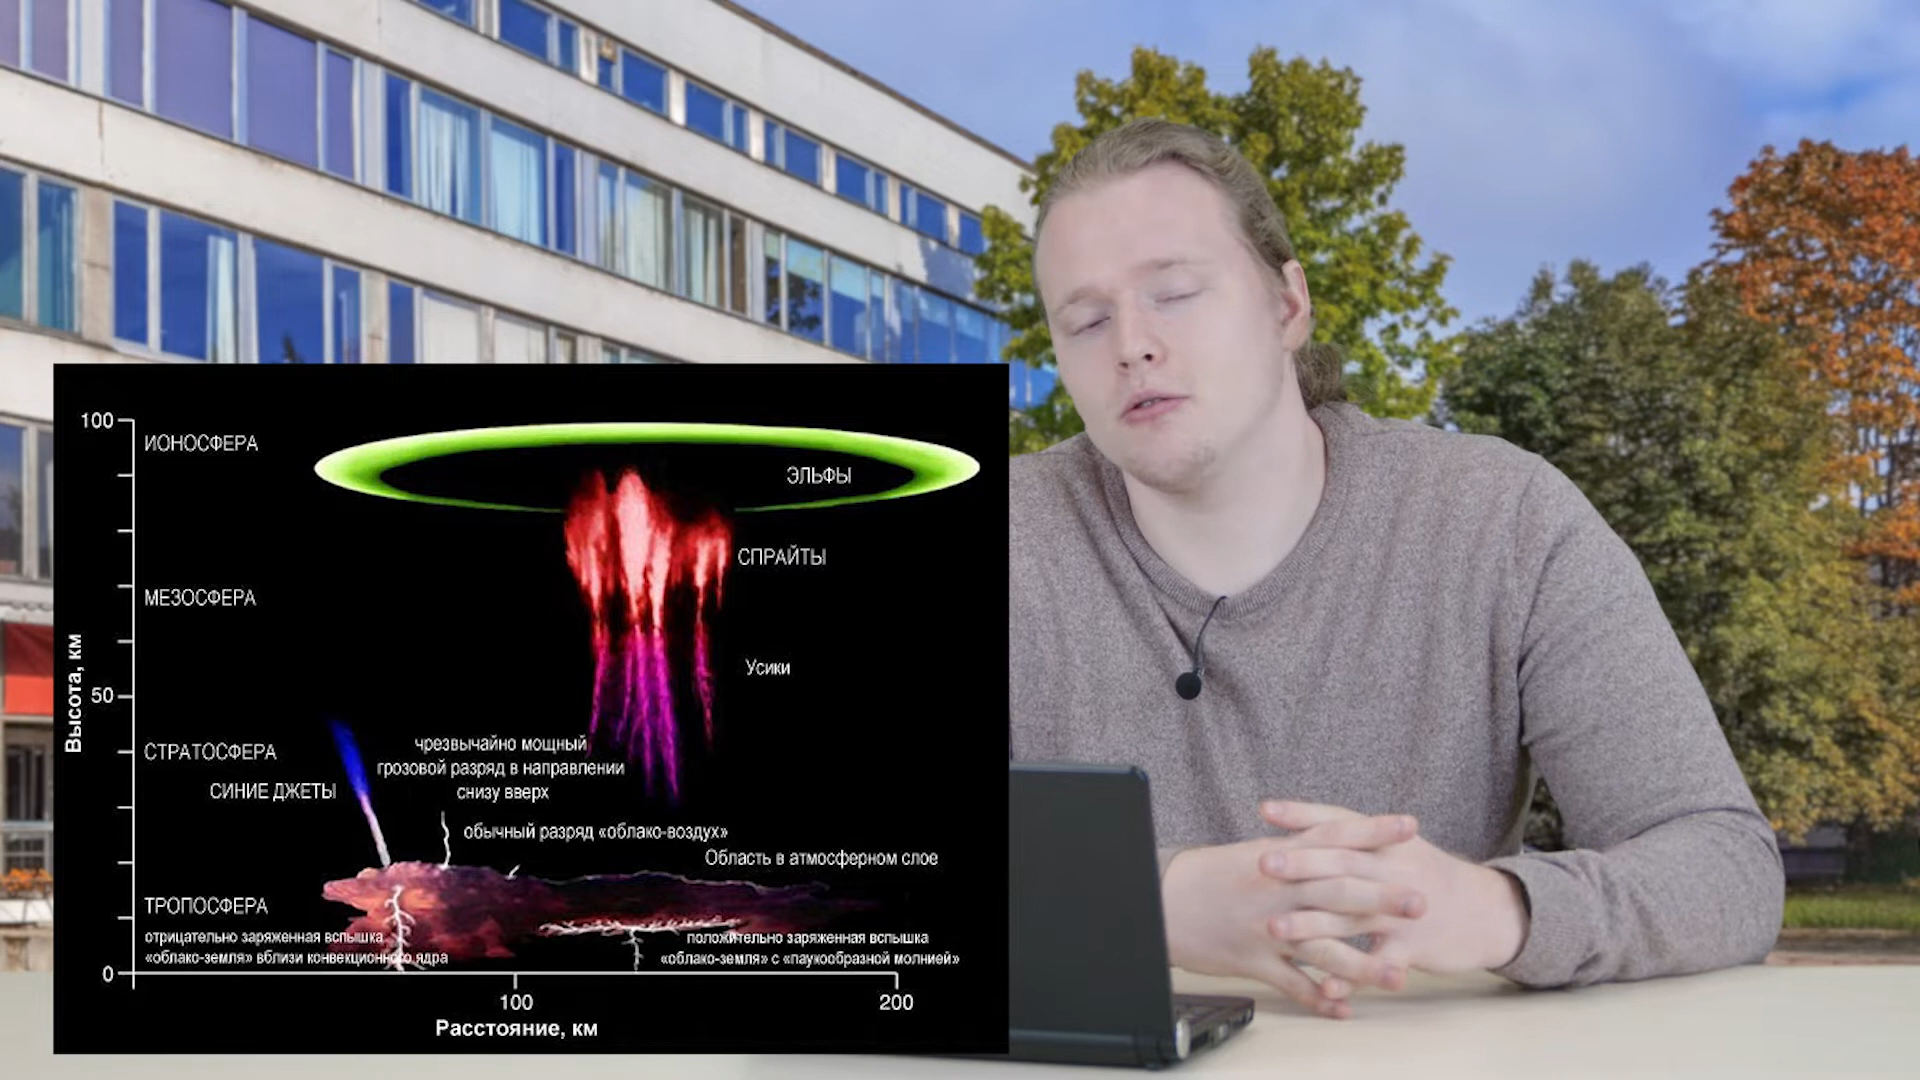 100
ИОНОСФЕРА
ЭЛЬФЫ
СПРАЙТЫ
МЕЗОСФЕРА
Усики
Высота, км
50
чрезвычайно мощный
СТРАТОСФЕРА
грозовой разряд в направлении
СИНИЕ ДЖЕТЫ
снизу вверх
обычный разряд «облако-воздух»
Область в атмосферном слое
ТРОПОСФЕРА
отрицательно заряженная вспышка
«облако-земля» вблизи конвекционного ядра
положительно заряженная вспышка
«облако-земля» с «паукообразной молнией»
0
100
200
Расстояние, км